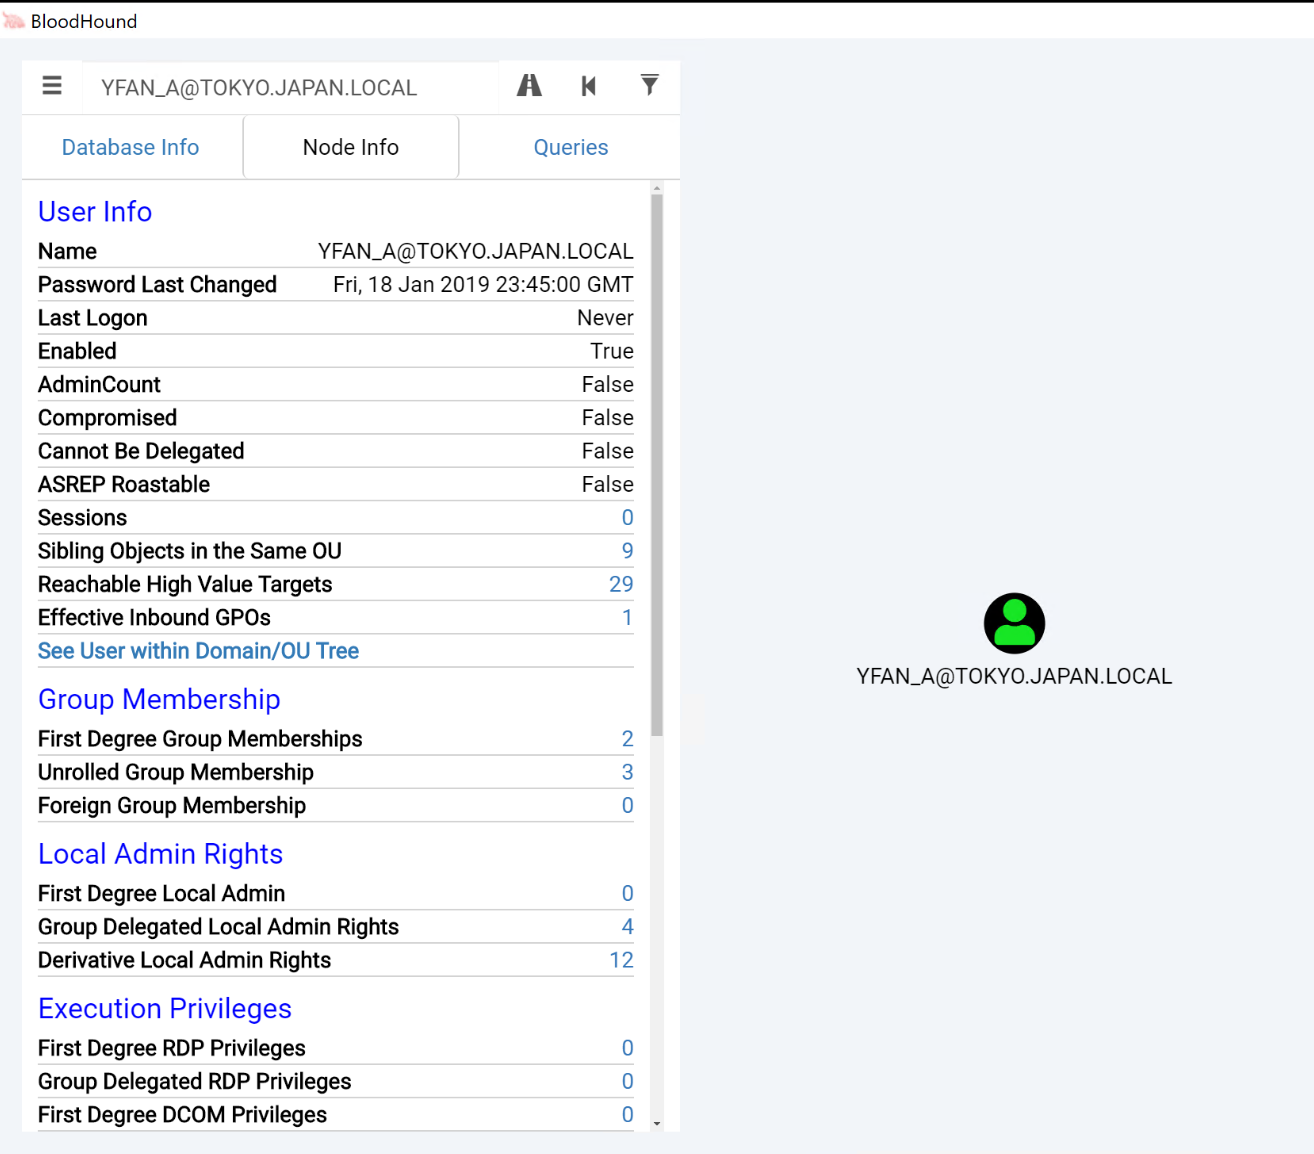 BloodHound
YFAN_A@TOKYO.JAPAN.LOCAL
Database Info Node Info Queries
User Info
Name YFAN_A@TOKYO.JAPAN.LOCAL
Password Last Changed Fri, 18 Jan 2019 23:45:00 GMT
Last Logon Never
Enabled True
AdminCount False
Compromised False
Cannot Be Delegated False
ASREP Roastable False
Sessions 0
Sibling Objects in the Same OU 9
Reachable High Value Targets 29
Effective Inbound GPOs 1
See User within Domain/OU Tree
Group Membership
First Degree Group Memberships 2
Unrolled Group Membership 3
Foreign Group Membership 0
Local Admin Rights
First Degree Local Admin 0
Group Delegated Local Admin Rights 4
Derivative Local Admin Rights 12
Execution Privileges
First Degree RDP Privileges 0
Group Delegated RDP Privileges 0
First Degree DCOM Privileges 0
YFAN_A@TOKYO.JAPAN.LOCAL